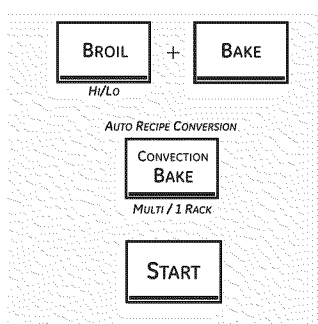 BROIL + BAKE
HI/LO
AUTO RECIPE CONVERSION
CONVECTION
BAKE
MULTI / 1 RACK
START